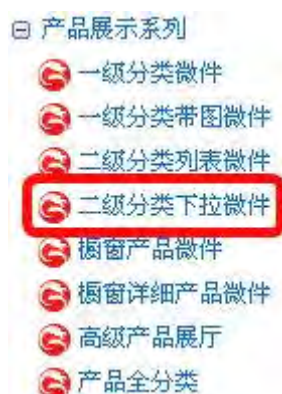 产品展示系列
一级分类微件
一级分类带图微件
二级分类列表微件
二级分类下拉微件
橱窗产品微件
橱窗详细产品微件
高级产品展厅
产品全分类